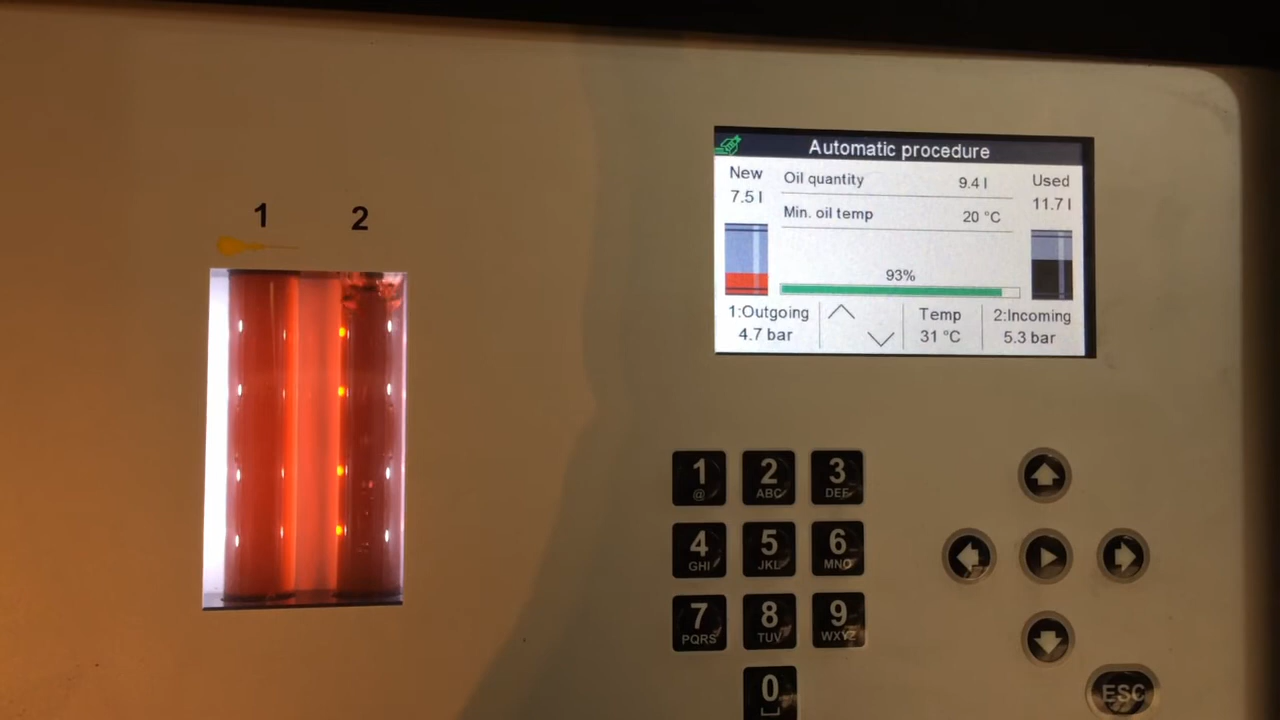 1 2
Automatic procedure
New
7.5 l
Oil quantity 9.4 l
Min. oil temp 20 °C
Used
11.7 l
93%
1:Outgoing
4.7 bar
Temp
31 °C
2:Incoming
5.3 bar
1 2 3
@ ABC DEF
4 5 6
GHI JKL MNO
7 8 9
PQRS TUV WXYZ
0
ESC